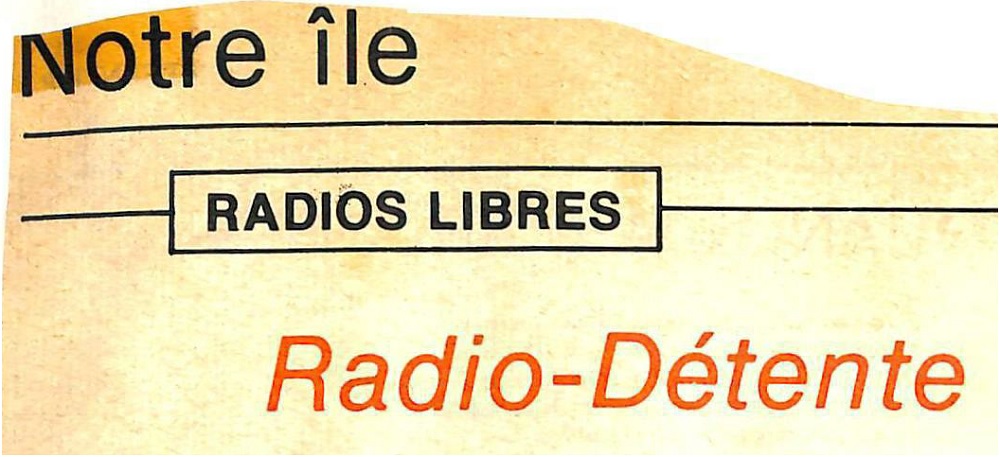 Notre île
RADIOS LIBRES
Radio-Détente